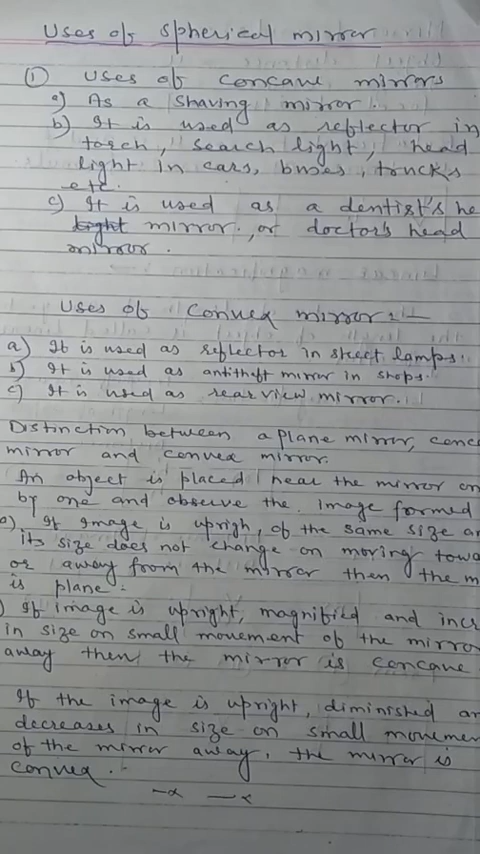 Uses of spherical mirror
① Uses of concave mirrors
a) As a shaving mirror.
b) It is used as reflector in
torch, search light, head
light in cars, buses, truck's
etc.
c) It is used as a dentist's he
mirror., or doctor's head
mirror.
Uses of Convex mirror:-
a) It is used as reflector in street lamps.
b) It is used as antitheft mirror in shops.
c) It is used as rear view mirror.
Distinction between a plane mirror, conc
mirror and convex mirror.
An object is placed near the mirror on
by one and observe the image formed
a). If Image is uprigh, of the same size an
its size does not change on moving towa
or away from the mirror then the m
is plane.
) If image is upright, magnified and incr
in size on small movement of the mirror
away then the mirror is concave
If the image is upright, diminished an
decreases in size on small movemen
of the mirror away, the mirror is
convex.